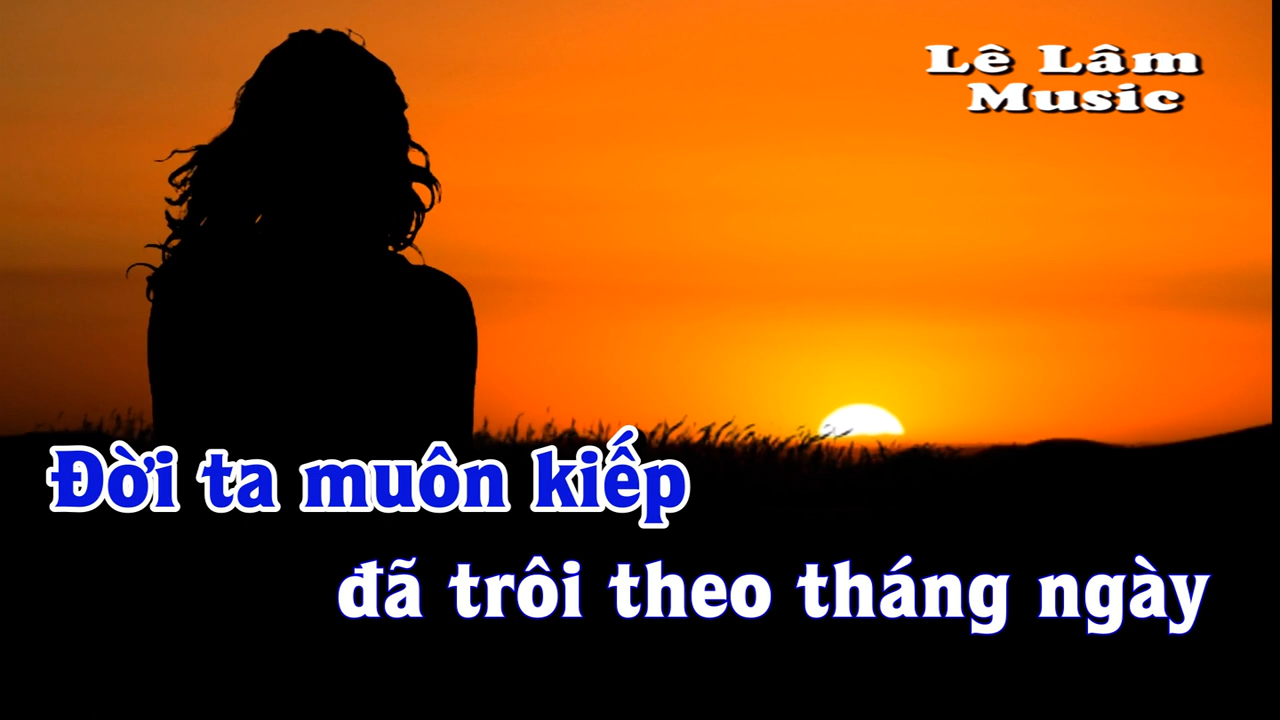 Lê Lâm
Music
Đời ta muôn kiếp
đã trôi theo tháng ngày